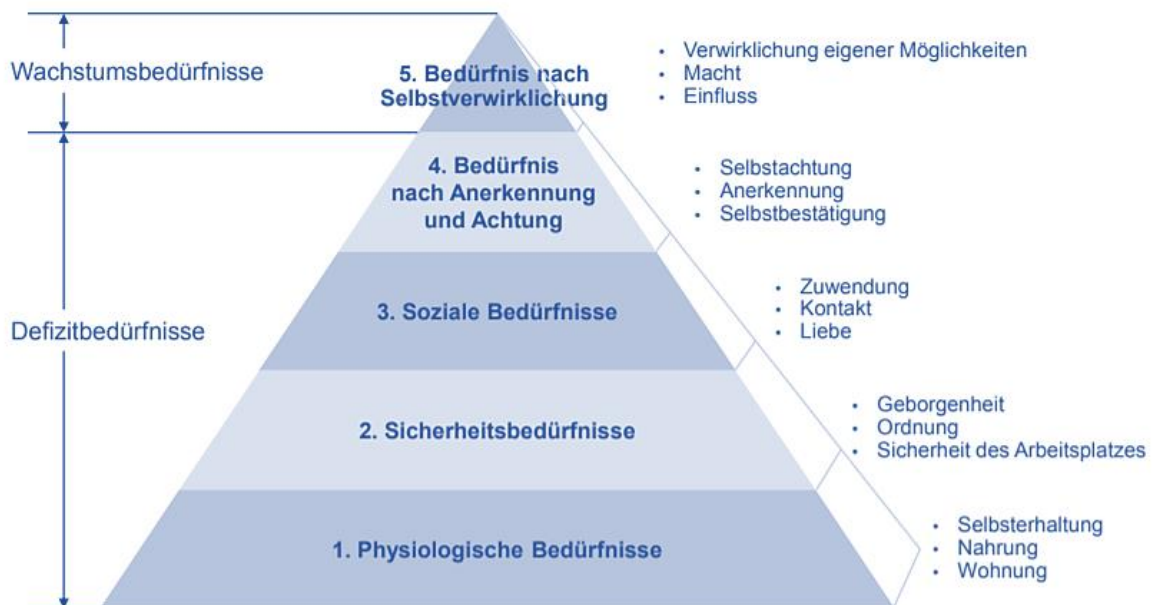 Wachstumsbedürfnisse
5. Bedürfnis nach
Selbstverwirklichung
• Verwirklichung eigener Möglichkeiten
• Macht
• Einfluss
4. Bedürfnis
nach Anerkennung
und Achtung
• Selbstachtung
• Anerkennung
• Selbstbestätigung
Defizitbedürfnisse
3. Soziale Bedürfnisse
• Zuwendung
• Kontakt
• Liebe
2. Sicherheitsbedürfnisse
• Geborgenheit
• Ordnung
• Sicherheit des Arbeitsplatzes
1. Physiologische Bedürfnisse
• Selbsterhaltung
• Nahrung
• Wohnung